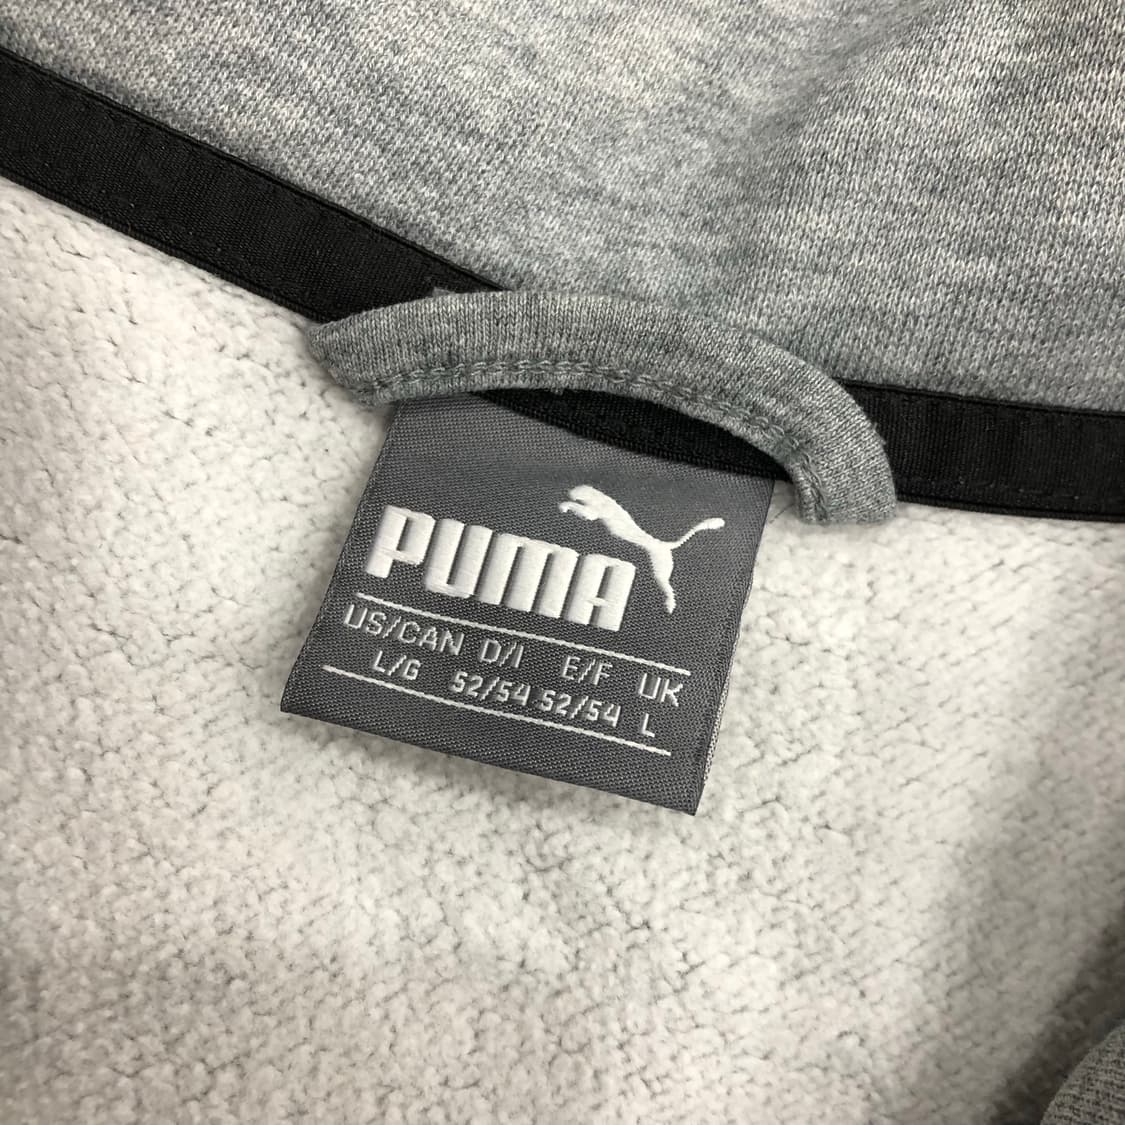 PUMA
US/CAN D/I E/F UK
L/G 52/54 52/54 L